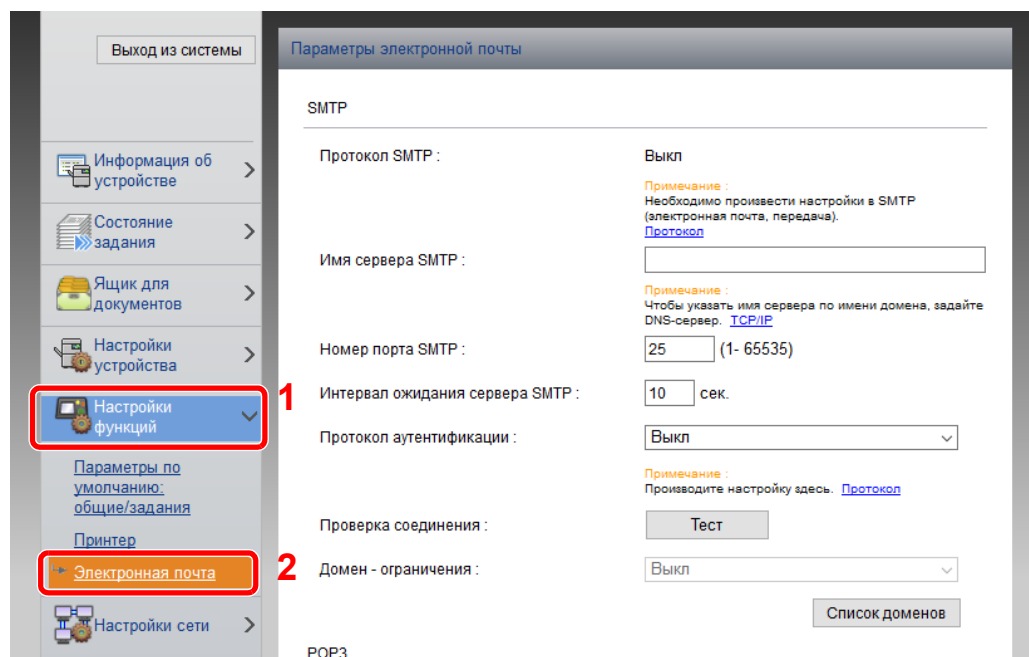 Выход из системы
Информация об
устройстве
Состояние
задания
Ящик для
документов
Настройки
устройства
Настройки
функций
1
Параметры по
умолчанию:
общие/задания
Принтер
Электронная почта
2
Настройки сети
Параметры электронной почты
SMTP
Протокол SMTP :
Выкл
Примечание :
Необходимо произвести настройки в SMTP
(электронная почта, передача).
Протокол
Имя сервера SMTP :
Примечание :
Чтобы указать имя сервера по имени домена, задайте
DNS-сервер. TCP/IP
Номер порта SMTP :
25 (1- 65535)
Интервал ожидания сервера SMTP :
10 сек.
Протокол аутентификации :
Выкл
Примечание :
Производите настройку здесь. Протокол
Проверка соединения :
Тест
Домен - ограничения :
Выкл
Список доменов
POP3